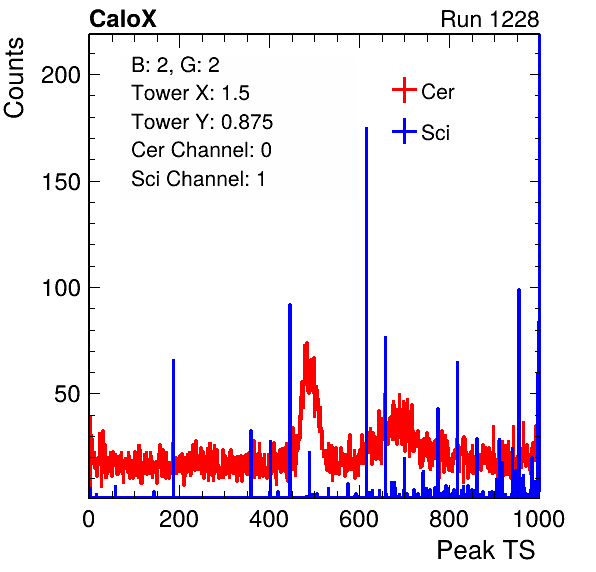 CaloX
Run 1228
Counts
200
150
100
50
B: 2, G: 2
Tower X: 1.5
Tower Y: 0.875
Cer Channel: 0
Sci Channel: 1
Cer
Sci
0 200 400 600 800 1000
Peak TS